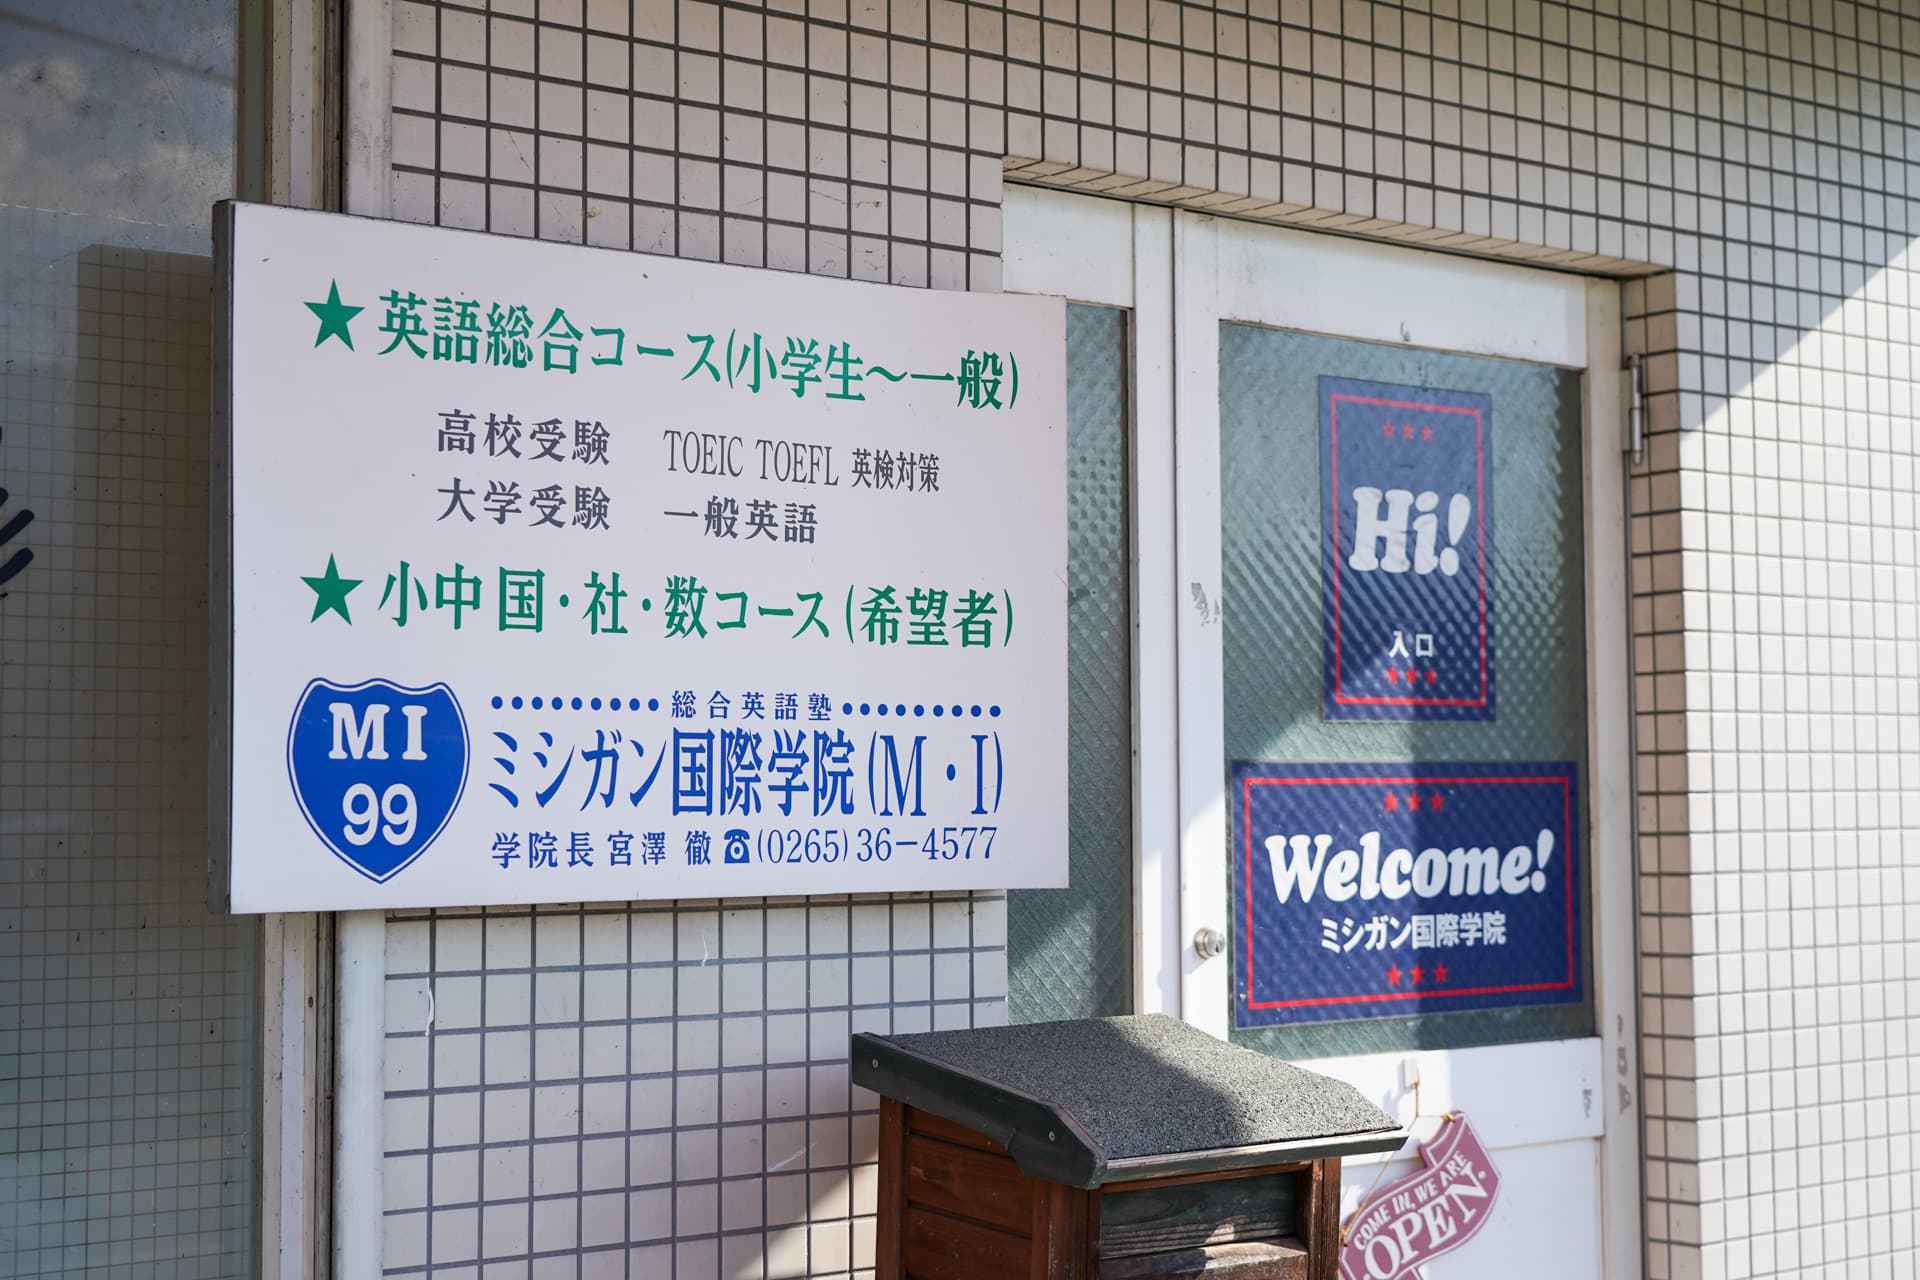 ★英語総合コース(小学生～一般)
高校受験 TOEIC TOEFL 英検対策
大学受験 一般英語
★小中国・社・数コース(希望者)
MI
99
総合英語塾
ミシガン国際学院(M・I)
学院長 宮澤 徹 ☎(0265)36-4577
Hi!
入口
Welcome!
ミシガン国際学院
COME IN, WE ARE
OPEN